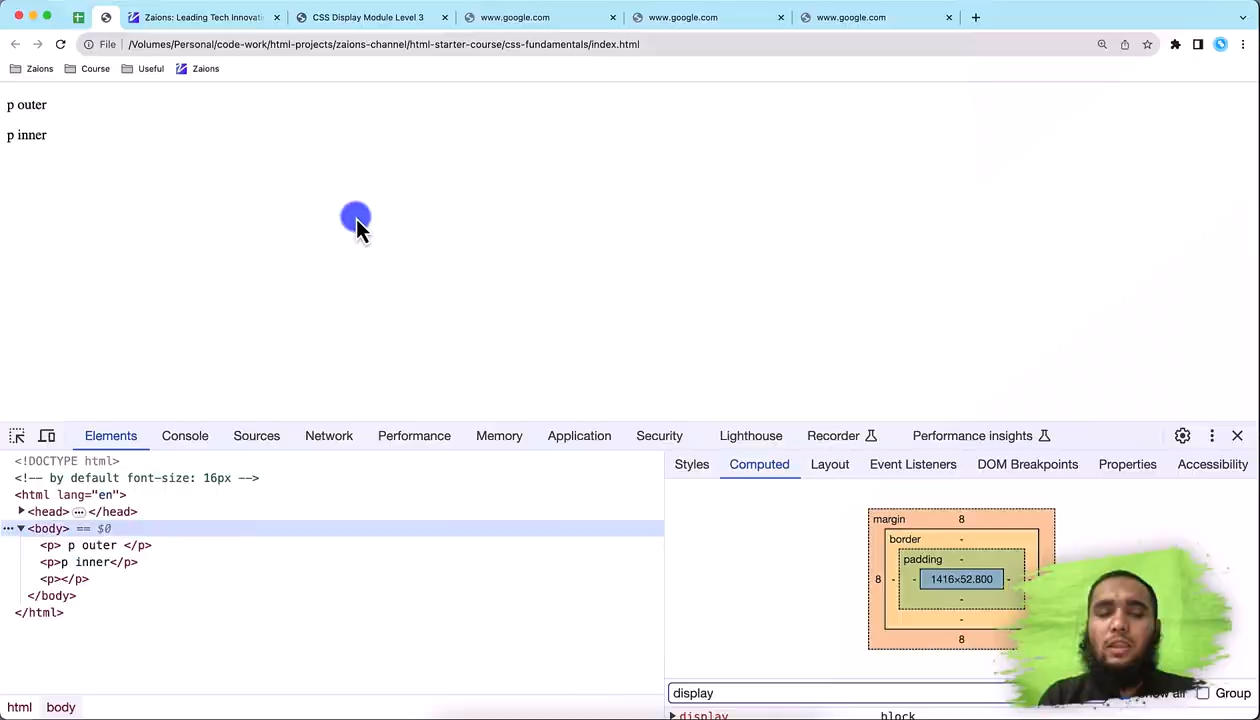 Zaions: Leading Tech Innovati
CSS Display Module Level 3
www.google.com
www.google.com
www.google.com
File
/Volumes/Personal/code-work/html-projects/zaions-channel/html-starter-course/css-fundamentals/index.html
Zaions
Course
Useful
Zaions
p outer
p inner
Elements
Console
Sources
Network
Performance
Memory
Application
Security
Lighthouse
Recorder
Performance insights
<!DOCTYPE html>
<!-- by default font-size: 16px -->
<html lang="en">
<head> ••• </head>
••• <body> == $0
<p> p outer </p>
<p>p inner</p>
<p></p>
</body>
</html>
html body
Styles
Computed
Layout
Event Listeners
DOM Breakpoints
Properties
Accessibility
margin 8
border -
padding -
8 - - 1416×52.800 -
-
-
8
display
Show all
Group
display block